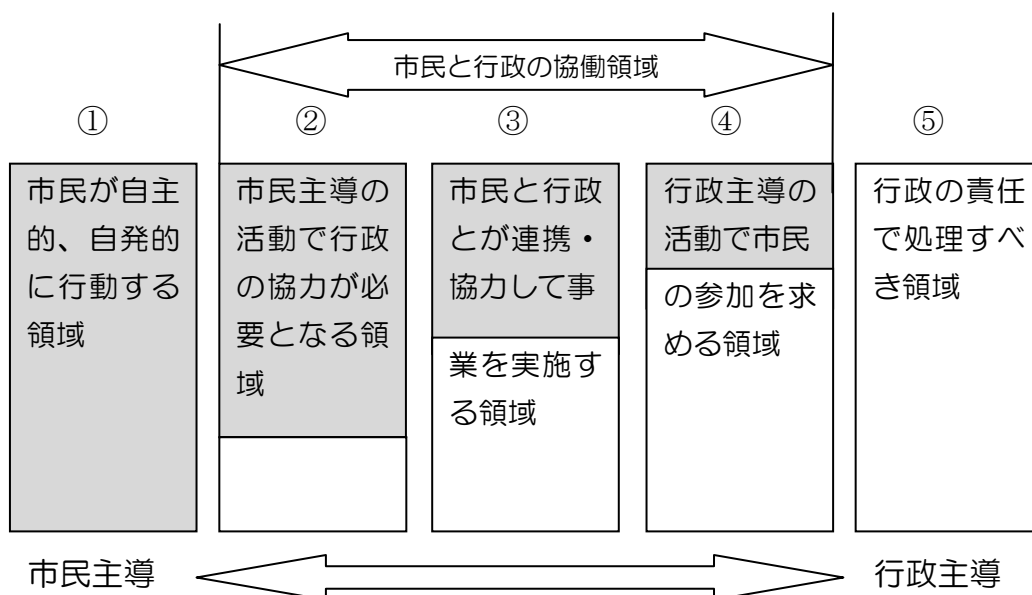 市民と行政の協働領域
①
②
③
④
⑤
市民が自主
的、自発的
に行動する
領域
市民主導の
活動で行政
の協力が必
要となる領
域
市民と行政
とが連携・
協力して事
業を実施す
る領域
行政主導の
活動で市民
の参加を求
める領域
行政の責任
で処理すべ
き領域
市民主導
行政主導